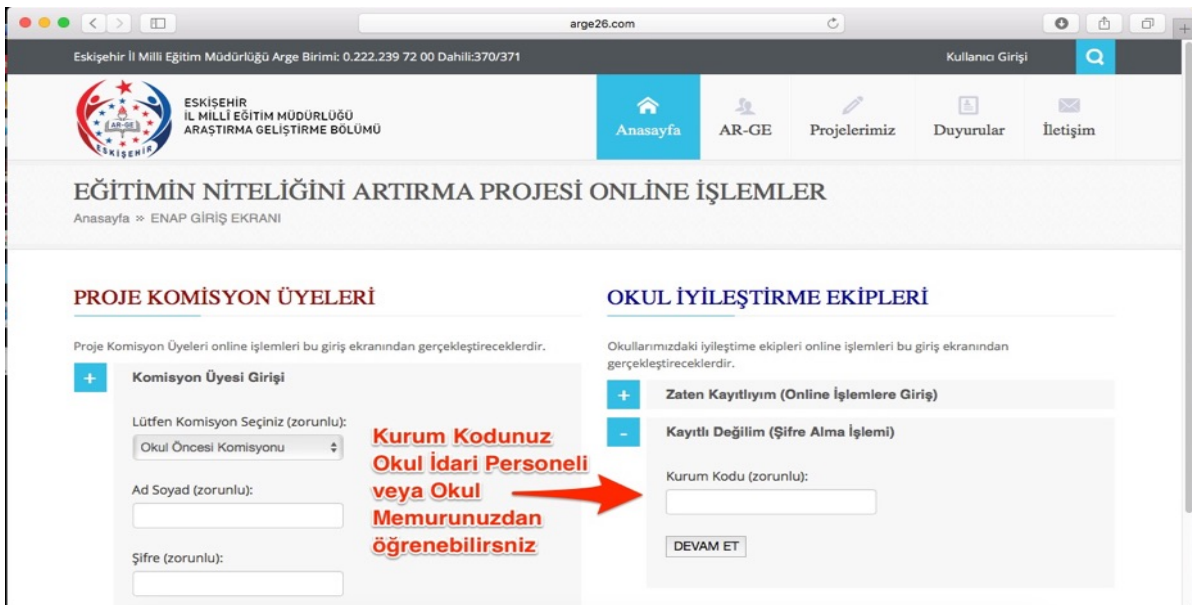 arge26.com
Eskişehir İl Milli Eğitim Müdürlüğü Arge Birimi: 0.222.239 72 00 Dahili:370/371
Kullanıcı Girişi
AR-GE
ESKİŞEHİR
ESKİŞEHİR
İL MİLLÎ EĞİTİM MÜDÜRLÜĞÜ
ARAŞTIRMA GELİŞTİRME BÖLÜMÜ
Anasayfa
AR-GE
Projelerimiz
Duyurular
İletişim
EĞİTİMİN NİTELİĞİNİ ARTIRMA PROJESİ ONLİNE İŞLEMLER
Anasayfa » ENAP GİRİŞ EKRANI
PROJE KOMİSYON ÜYELERİ
Proje Komisyon Üyeleri online işlemleri bu giriş ekranından gerçekleştireceklerdir.
+
Komisyon Üyesi Girişi
Lütfen Komisyon Seçiniz (zorunlu):
Okul Öncesi Komisyonu
Ad Soyad (zorunlu):
Şifre (zorunlu):
Kurum Kodunuz
Okul İdari Personeli
veya Okul
Memurunuzdan
öğrenebilirsniz
OKUL İYİLEŞTİRME EKİPLERİ
Okullarımızdaki iyileştime ekipleri online işlemleri bu giriş ekranından
gerçekleştireceklerdir.
+
Zaten Kayıtlıyım (Online İşlemlere Giriş)
-
Kayıtlı Değilim (Şifre Alma İşlemi)
Kurum Kodu (zorunlu):
DEVAM ET